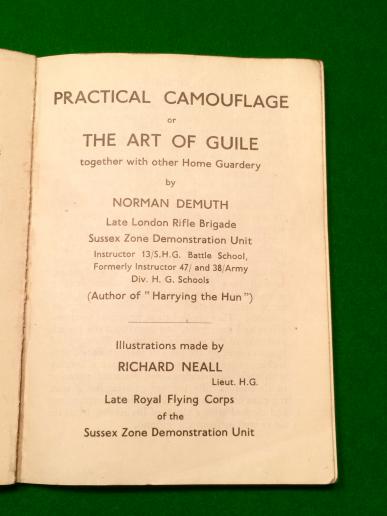 PRACTICAL CAMOUFLAGE
or
THE ART OF GUILE
together with other Home Guardery
by
NORMAN DEMUTH
Late London Rifle Brigade
Sussex Zone Demonstration Unit
Instructor 13/S.H.G. Battle School,
Formerly Instructor 47/ and 38/Army
Div. H. G. Schools
(Author of "Harrying the Hun")
Illustrations made by
RICHARD NEALL
Lieut. H.G.
Late Royal Flying Corps
of the
Sussex Zone Demonstration Unit